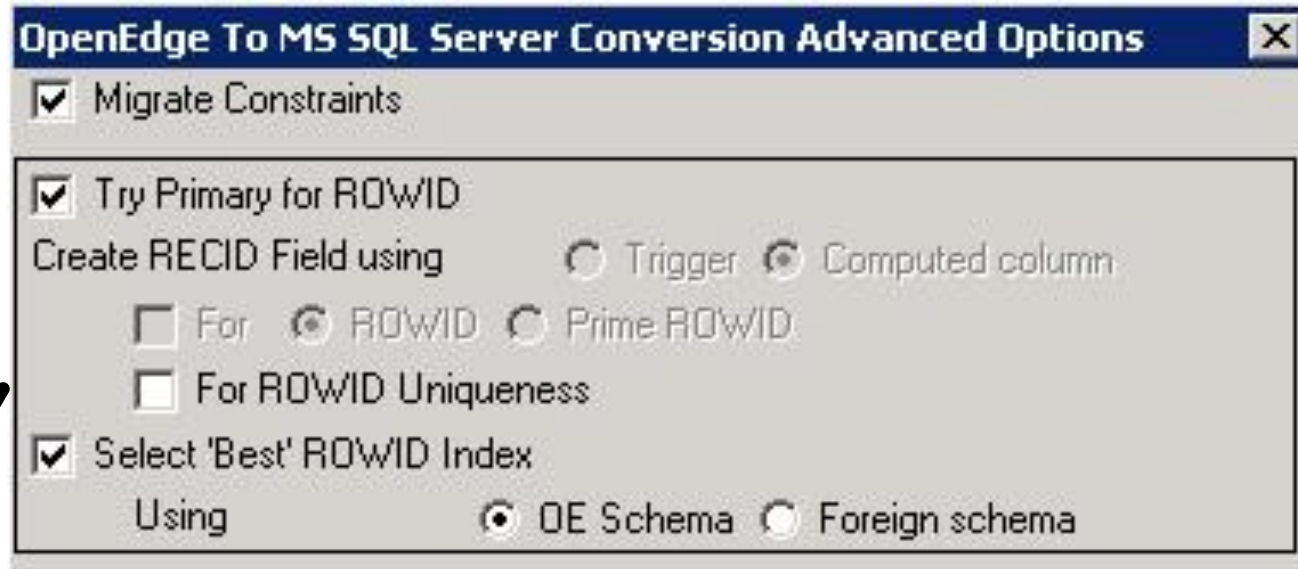 OpenEdge To MS SQL Server Conversion Advanced Options
Migrate Constraints
Try Primary for ROWID
Create RECID Field using Trigger Computed column
For ROWID Prime ROWID
For ROWID Uniqueness
Select 'Best' ROWID Index
Using OE Schema Foreign schema